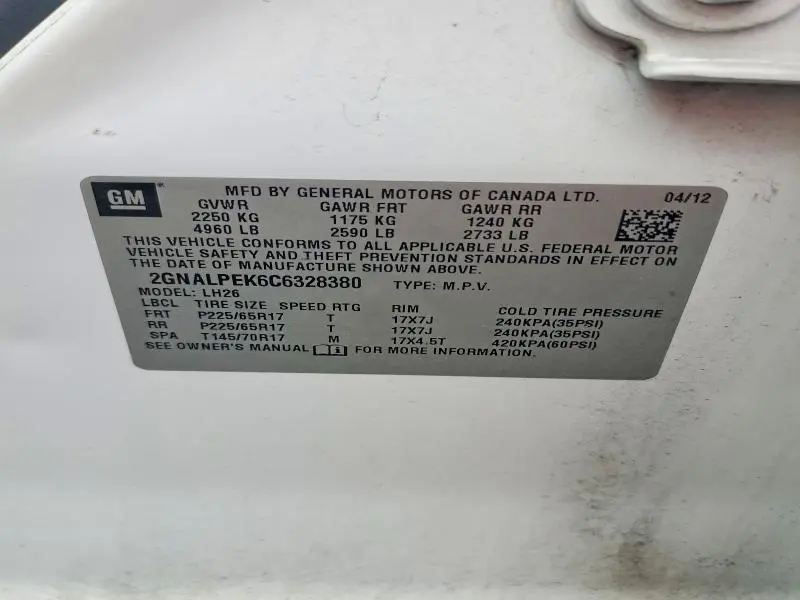 GM ® MFD BY GENERAL MOTORS OF CANADA LTD. 04/12
GVWR GAWR FRT GAWR RR
2250 KG 1175 KG 1240 KG
4960 LB 2590 LB 2733 LB
THIS VEHICLE CONFORMS TO ALL APPLICABLE U.S. FEDERAL MOTOR
VEHICLE SAFETY AND THEFT PREVENTION STANDARDS IN EFFECT ON
THE DATE OF MANUFACTURE SHOWN ABOVE.
2GNALPEK6C6328380 TYPE: M.P.V.
MODEL: LH26
LBCL TIRE SIZE SPEED RTG RIM COLD TIRE PRESSURE
FRT P225/65R17 T 17X7J 240KPA(35PSI)
RR P225/65R17 T 17X7J 240KPA(35PSI)
SPA T145/70R17 M 17X4.5T 420KPA(60PSI)
SEE OWNER'S MANUAL i FOR MORE INFORMATION.